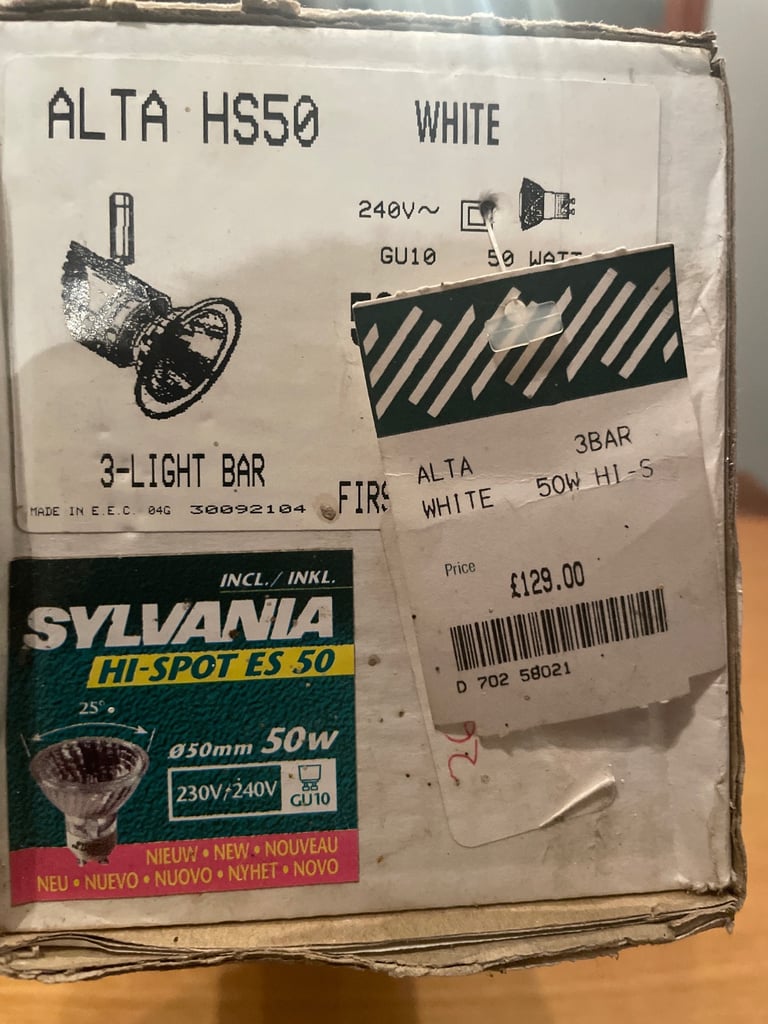 ALTA HS50 WHITE
240V~
GU10 50 WATT
3-LIGHT BAR
MADE IN E.E.C. 04G 30092104
INCL./ INKL.
SYLVANIA
HI-SPOT ES 50
25°
Ø50mm 50w
230V/240V
GU10
NIEUW • NEW • NOUVEAU
NEU • NUEVO • NUOVO • NYHET • NOVO
ALTA 3BAR
WHITE 50W HI-S
Price
£129.00
D 702 58021